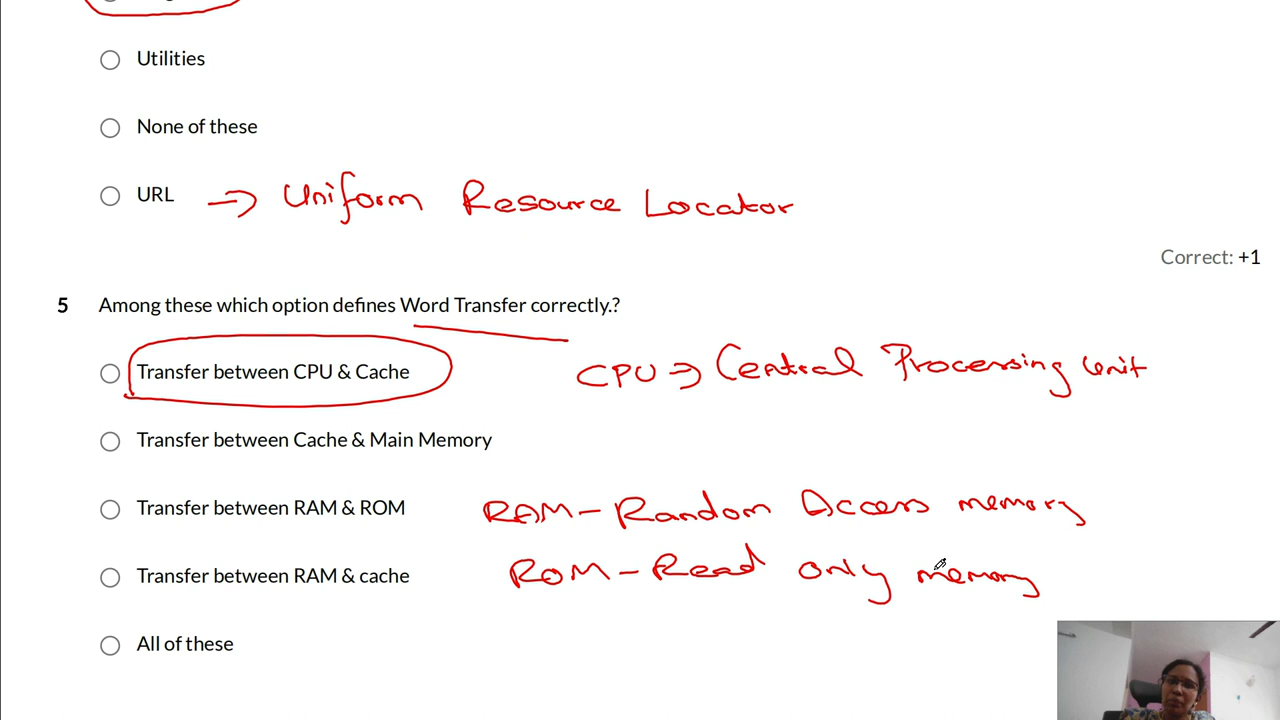 Utilities
None of these
URL → Uniform Resource Locator
Correct: +1
5 Among these which option defines Word Transfer correctly.?
Transfer between CPU & Cache CPU → Central Processing Unit
Transfer between Cache & Main Memory
Transfer between RAM & ROM RAM - Random Access memory
Transfer between RAM & cache ROM - Read only memory
All of these